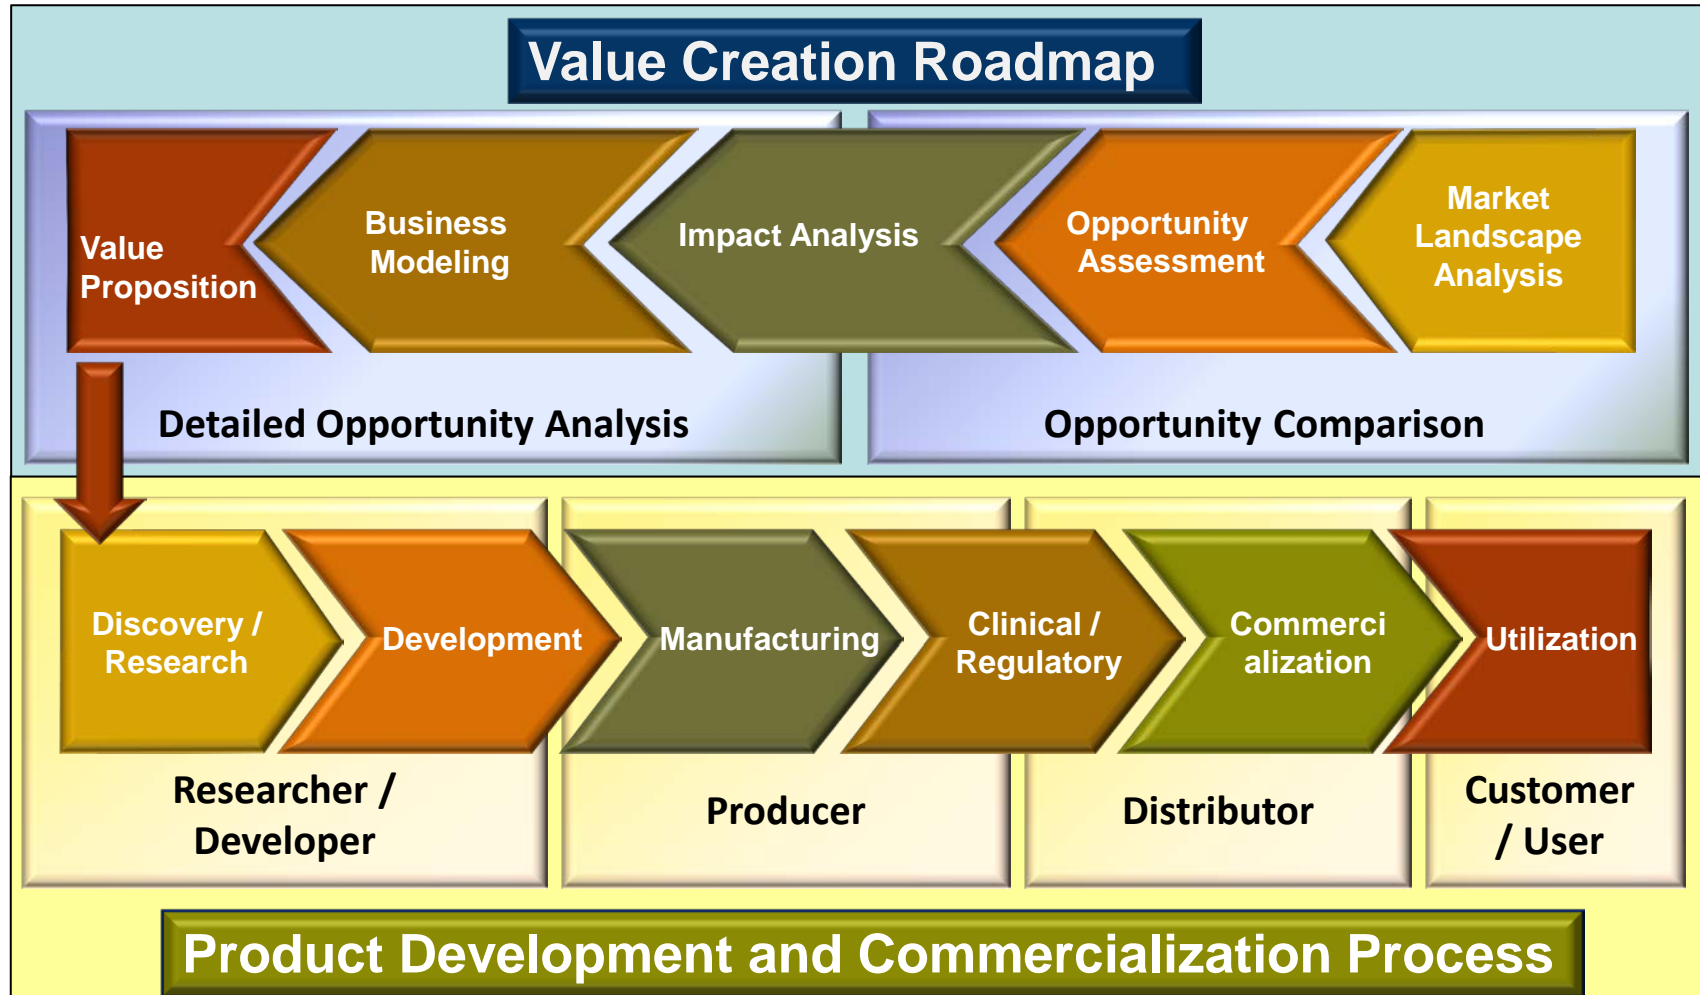 Value Creation Roadmap
Value
Proposition
Business
Modeling
Impact Analysis
Opportunity
Assessment
Market
Landscape
Analysis
Detailed Opportunity Analysis
Opportunity Comparison
Discovery /
Research
Development
Manufacturing
Clinical /
Regulatory
Commerci
alization
Utilization
Researcher /
Developer
Producer
Distributor
Customer
/ User
Product Development and Commercialization Process